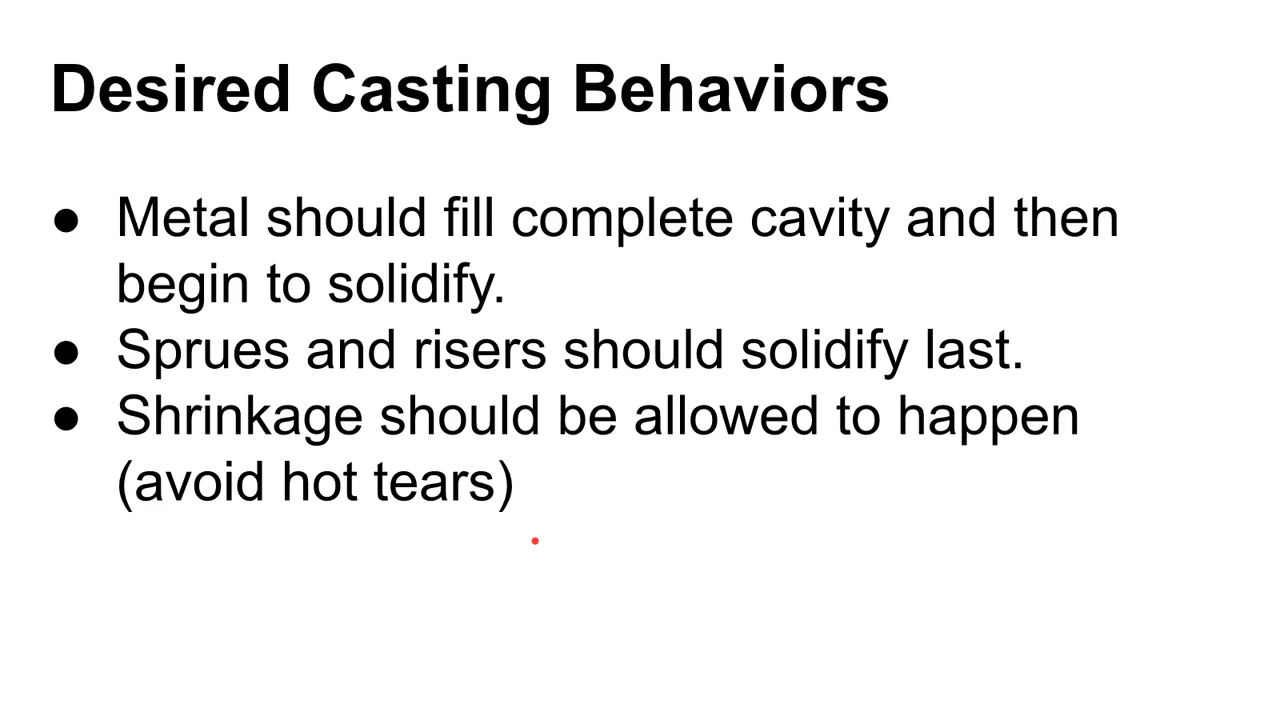 Desired Casting Behaviors
● Metal should fill complete cavity and then
begin to solidify.
● Sprues and risers should solidify last.
● Shrinkage should be allowed to happen
(avoid hot tears)